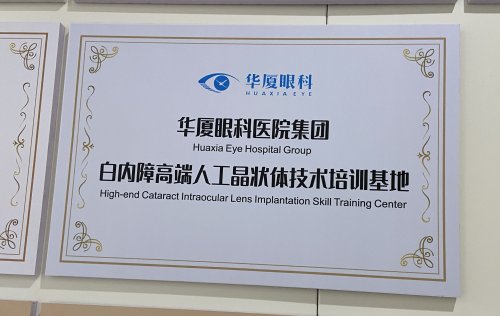 华厦眼科
HUAXIA EYE
华厦眼科医院集团
Huaxia Eye Hospital Group
白内障高端人工晶状体技术培训基地
High-end Cataract Intraocular Lens Implantation Skill Training Center